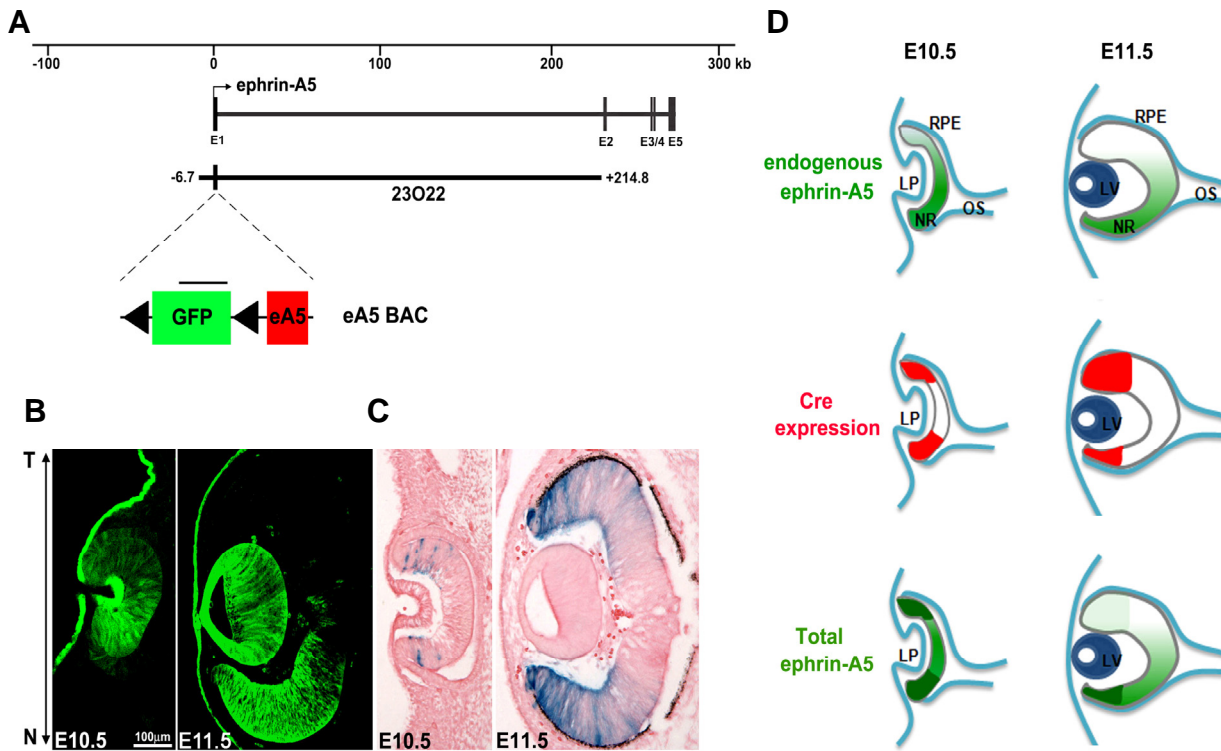 A
-100
0
100
200
300 kb
ephrin-A5
E1
E2
E3/4
E5
-6.7
+214.8
23O22
GFP
eA5
eA5 BAC
B
T
N
E10.5
100µm
E11.5
C
E10.5
E11.5
D
E10.5
E11.5
endogenous
ephrin-A5
RPE
LP
NR
OS
RPE
LV
NR
OS
Cre
expression
LP
LV
Total
ephrin-A5
LP
LV